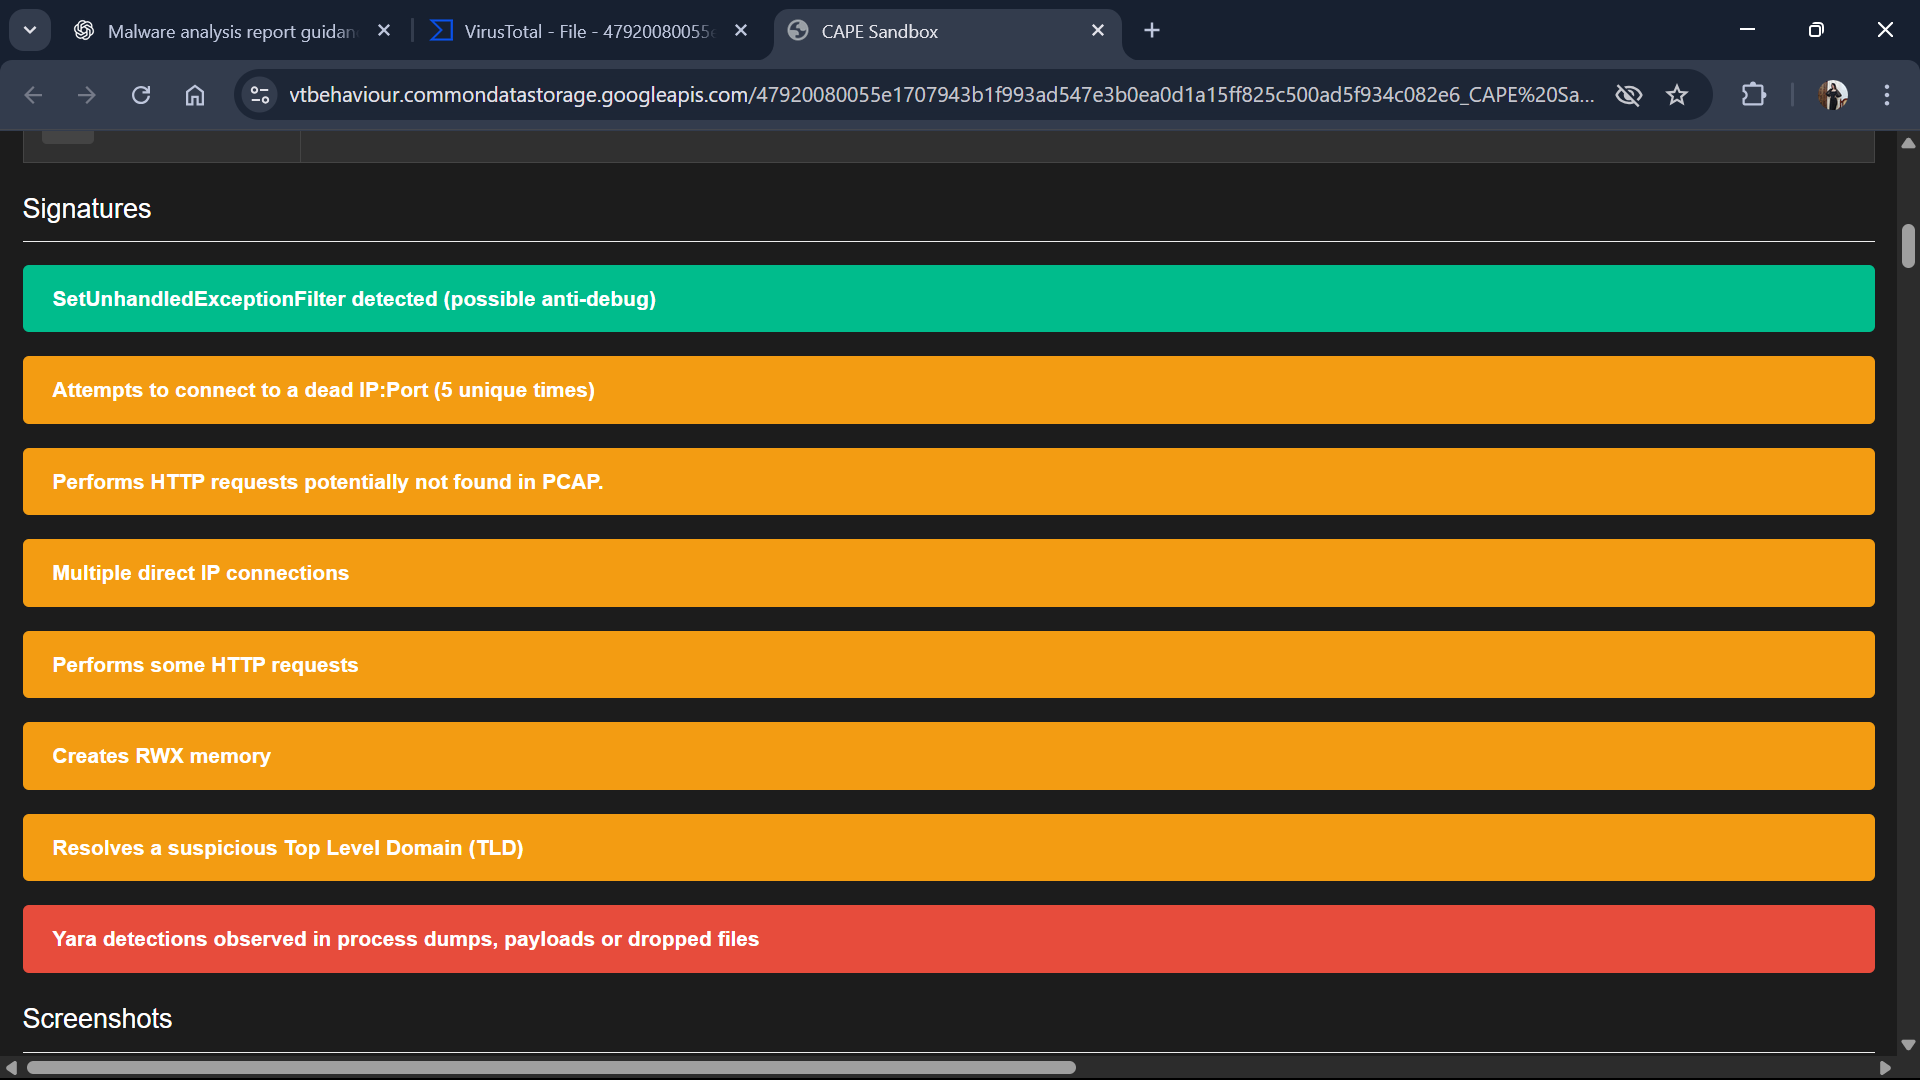 Malware analysis report guidan
VirusTotal - File - 47920080055e
CAPE Sandbox
vtbehaviour.commondatastorage.googleapis.com/47920080055e1707943b1f993ad547e3b0ea0d1a15ff825c500ad5f934c082e6_CAPE%20Sa...
Signatures
SetUnhandledExceptionFilter detected (possible anti-debug)
Attempts to connect to a dead IP:Port (5 unique times)
Performs HTTP requests potentially not found in PCAP.
Multiple direct IP connections
Performs some HTTP requests
Creates RWX memory
Resolves a suspicious Top Level Domain (TLD)
Yara detections observed in process dumps, payloads or dropped files
Screenshots